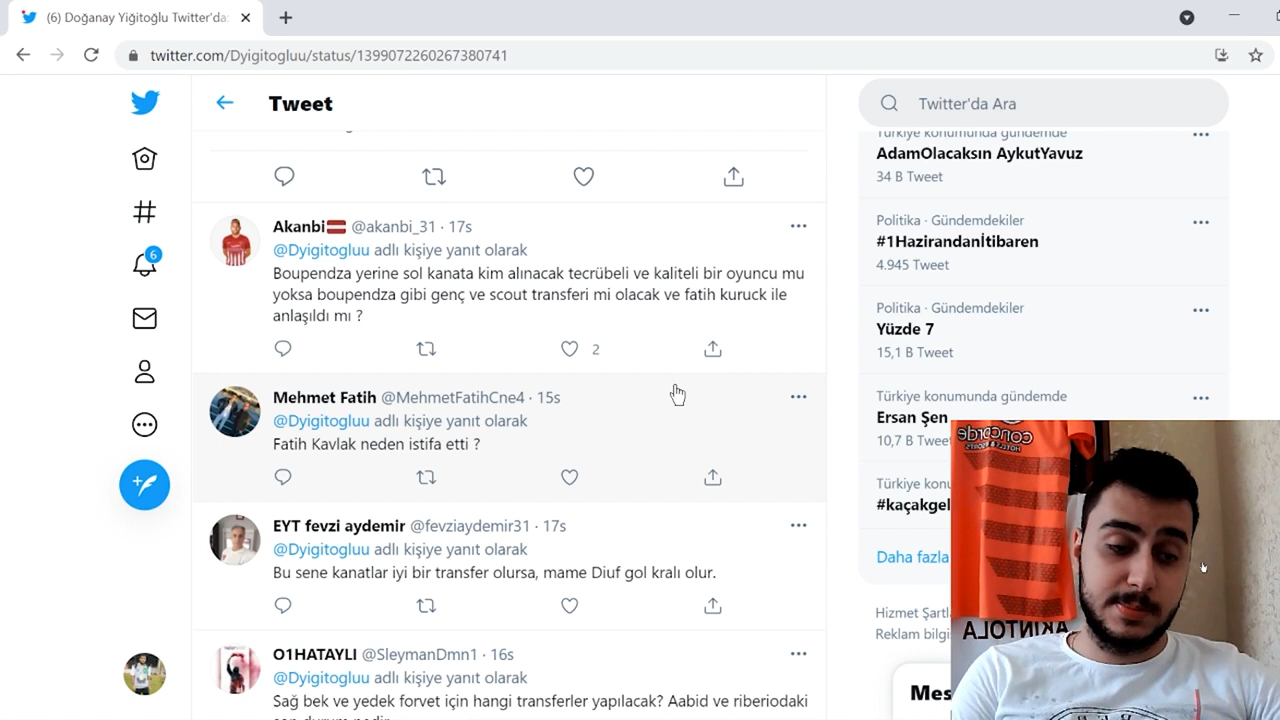 (6) Doğanay Yiğitoğlu Twitter'da:
twitter.com/Dyigitogluu/status/1399072260267380741
Tweet
Twitter'da Ara
Akanbi @akanbi_31 · 17s
@Dyigitogluu adlı kişiye yanıt olarak
Boupendza yerine sol kanata kim alınacak tecrübeli ve kaliteli bir oyuncu mu
yoksa boupendza gibi genç ve scout transferi mi olacak ve fatih kuruck ile
anlaşıldı mı ?
2
6
Mehmet Fatih @MehmetFatihCne4 · 15s
@Dyigitogluu adlı kişiye yanıt olarak
Fatih Kavlak neden istifa etti ?
EYT fevzi aydemir @fevziaydemir31 · 17s
@Dyigitogluu adlı kişiye yanıt olarak
Bu sene kanatlar iyi bir transfer olursa, mame Diuf gol kralı olur.
O1HATAYLI @SleymanDmn1 · 16s
@Dyigitogluu adlı kişiye yanıt olarak
Sağ bek ve yedek forvet için hangi transferler yapılacak? Aabid ve riberiodaki
Türkiye konumunda gündemde
AdamOlacaksın AykutYavuz
34 B Tweet
Politika · Gündemdekiler
#1Hazirandanİtibaren
4.945 Tweet
Politika · Gündemdekiler
Yüzde 7
15,1 B Tweet
Türkiye konumunda gündemde
Ersan Şen
10,7 B Tweet
Türkiye konu
#kaçakgel
Daha fazla
Hizmet Şartla
Reklam bilgi
Mes
concorde
AKINTOLA